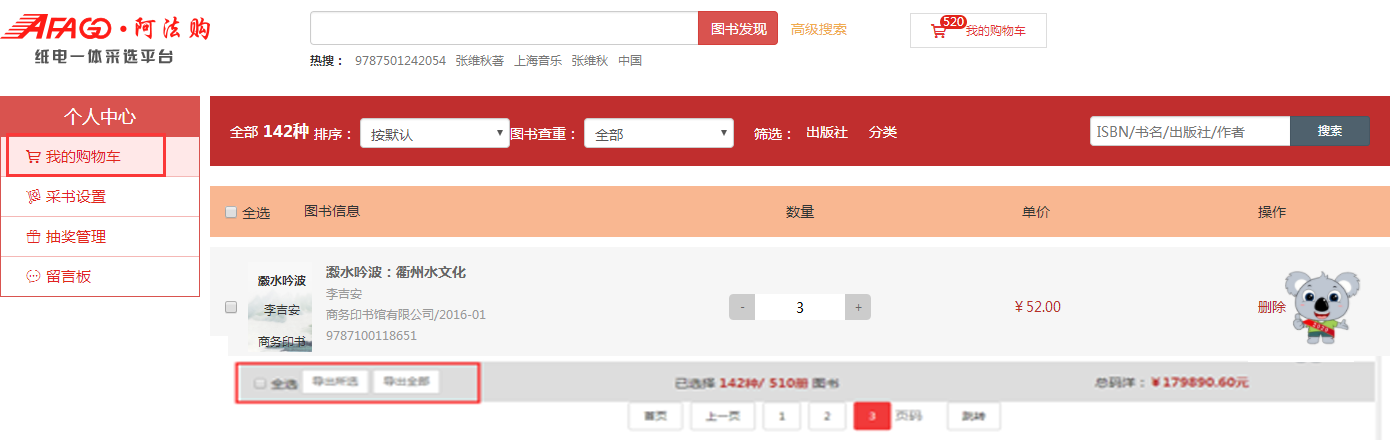 AFAGO·阿法购
纸电一体采选平台
图书发现 高级搜索
520 我的购物车
热搜： 9787501242054 张维秋著 上海音乐 张维秋 中国
个人中心
我的购物车
采书设置
抽奖管理
留言板
全部 142种 排序： 按默认 图书查重： 全部 筛选： 出版社 分类 ISBN/书名/出版社/作者 搜索
全选 图书信息 数量 单价 操作
灏水吟波
李吉安
商务印书
灏水吟波：衢州水文化
李吉安
商务印书馆有限公司/2016-01
9787100118651
- 3 +
￥52.00
删除
全选 导出所选 导出全部 已选择 142种/ 510册 图书 总码洋：￥179890.60元
首页 上一页 1 2 3 页码 跳转